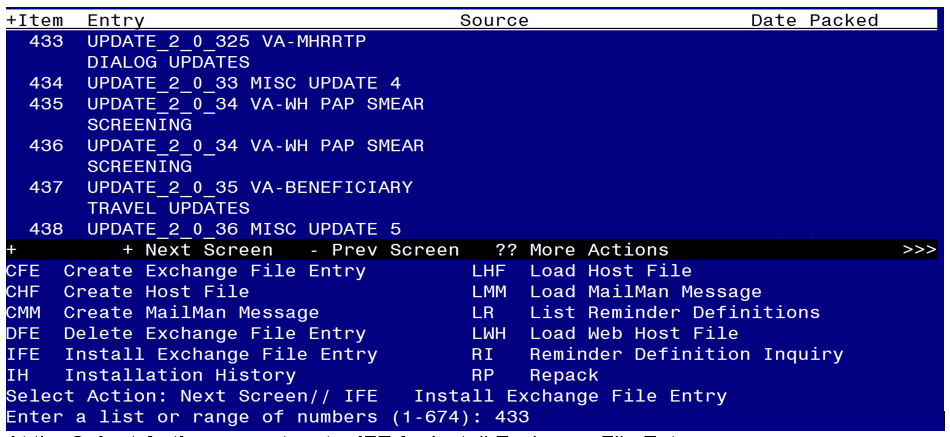 +Item Entry Source Date Packed
433 UPDATE_2_0_325 VA-MHRRTP
DIALOG UPDATES
434 UPDATE_2_0_33 MISC UPDATE 4
435 UPDATE_2_0_34 VA-WH PAP SMEAR
SCREENING
436 UPDATE_2_0_34 VA-WH PAP SMEAR
SCREENING
437 UPDATE_2_0_35 VA-BENEFICIARY
TRAVEL UPDATES
438 UPDATE_2_0_36 MISC UPDATE 5
+ + Next Screen - Prev Screen ?? More Actions >>>
CFE Create Exchange File Entry LHF Load Host File
CHF Create Host File LMM Load MailMan Message
CMM Create MailMan Message LR List Reminder Definitions
DFE Delete Exchange File Entry LWH Load Web Host File
IFE Install Exchange File Entry RI Reminder Definition Inquiry
IH Installation History RP Repack
Select Action: Next Screen// IFE Install Exchange File Entry
Enter a list or range of numbers (1-674): 433